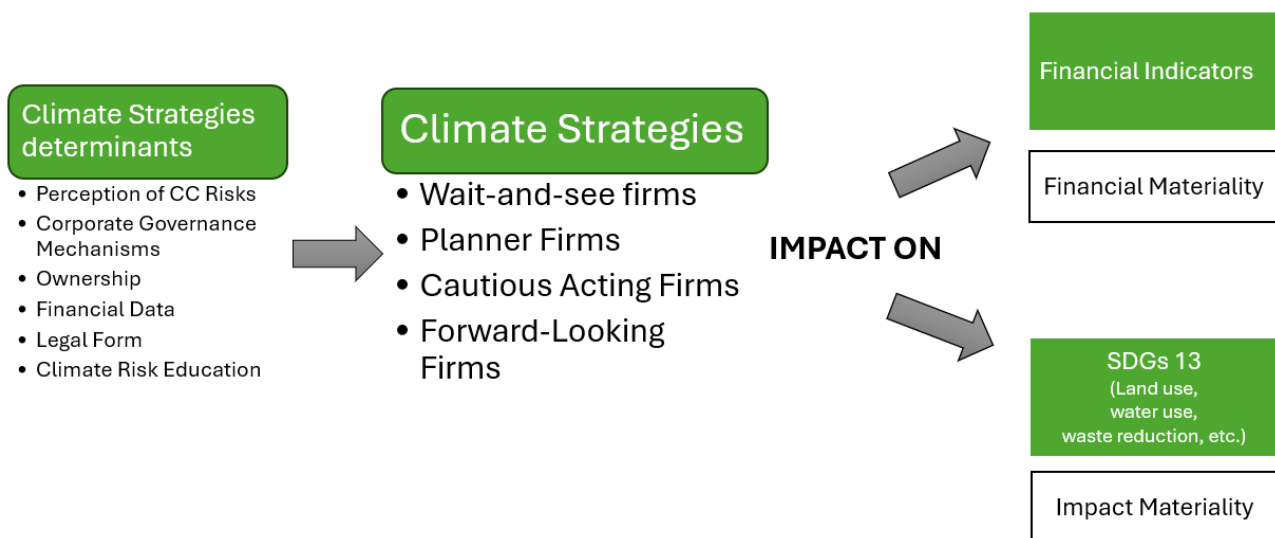 Climate Strategies
determinants
• Perception of CC Risks
• Corporate Governance
Mechanisms
• Ownership
• Financial Data
• Legal Form
• Climate Risk Education
Climate Strategies
• Wait-and-see firms
• Planner Firms
• Cautious Acting Firms
• Forward-Looking
Firms
IMPACT ON
Financial Indicators
Financial Materiality
SDGs 13
(Land use,
water use,
waste reduction, etc.)
Impact Materiality